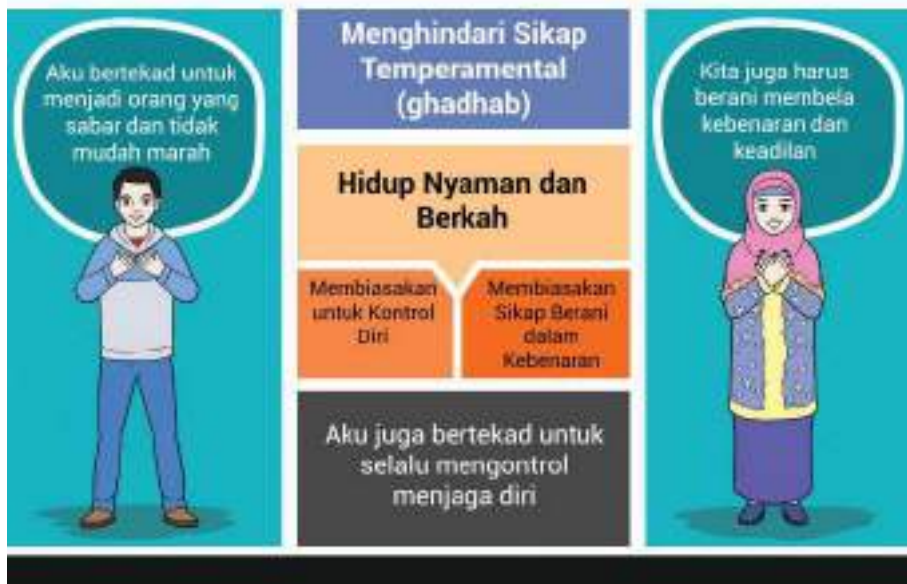 Aku bertekad untuk
menjadi orang yang
sabar dan tidak
mudah marah
Menghindari Sikap
Temperamental
(ghadhab)
Kita juga harus
berani membela
kebenaran dan
keadilan
Hidup Nyaman dan
Berkah
Membiasakan
untuk Kontrol
Diri
Membiasakan
Sikap Berani
dalam
Kebenaran
Aku juga bertekad untuk
selalu mengontrol
menjaga diri